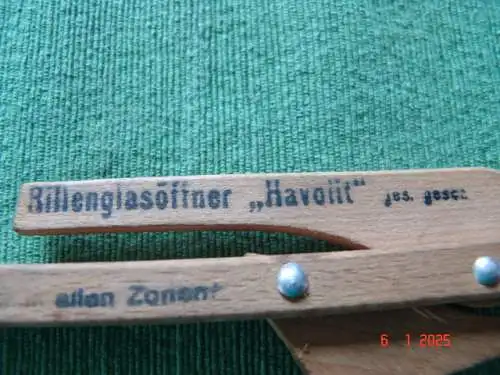 Rillenglasöffner „Havolit“ ges. gesch.
allen Zonen
6 1 2025